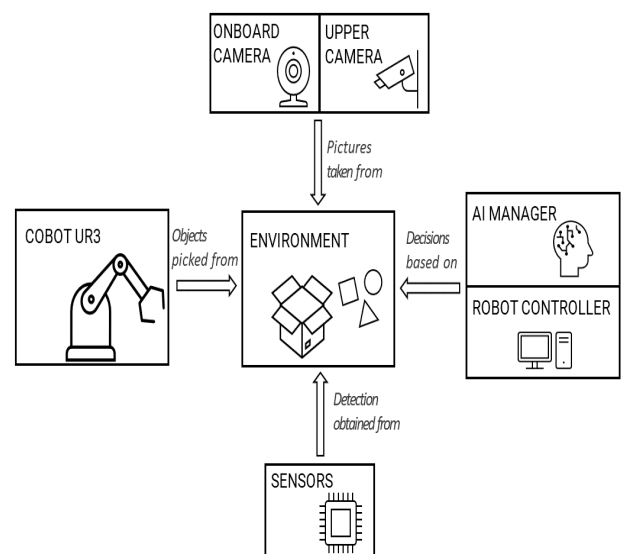 ONBOARD
CAMERA
UPPER
CAMERA
Pictures
taken from
COBOT UR3
Objects
picked from
ENVIRONMENT
Decisions
based on
AI MANAGER
ROBOT CONTROLLER
Detection
obtained from
SENSORS